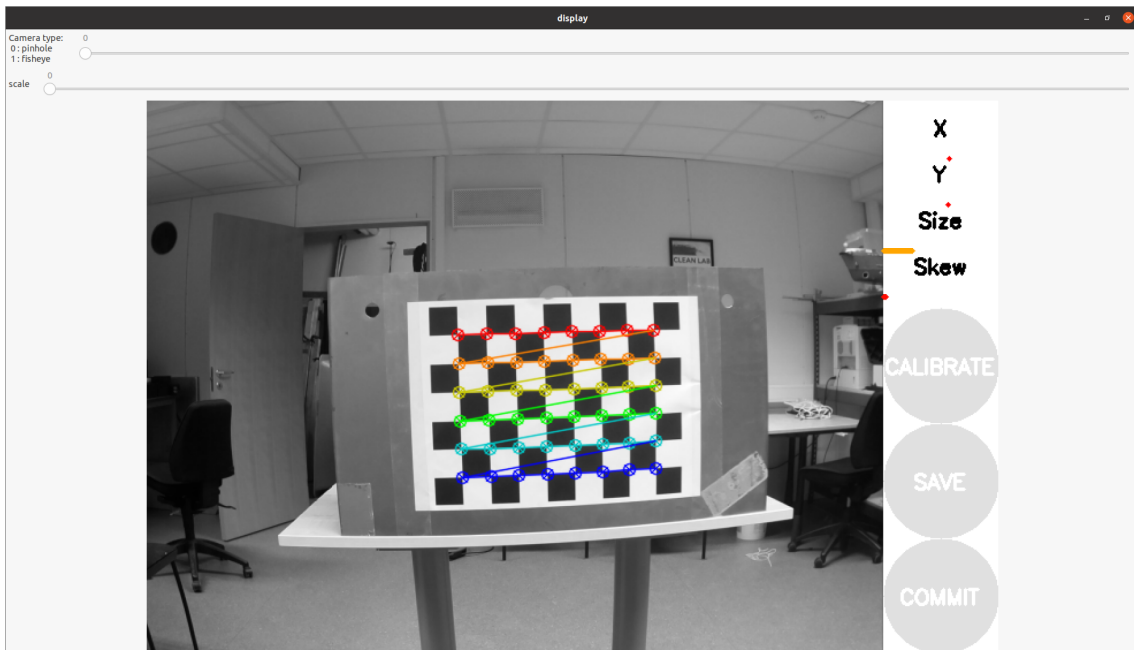 display
Camera type:
0 : pinhole
1 : fisheye
0
scale
0
X
Y
Size
Skew
CALIBRATE
SAVE
COMMIT
CLEAN LAB